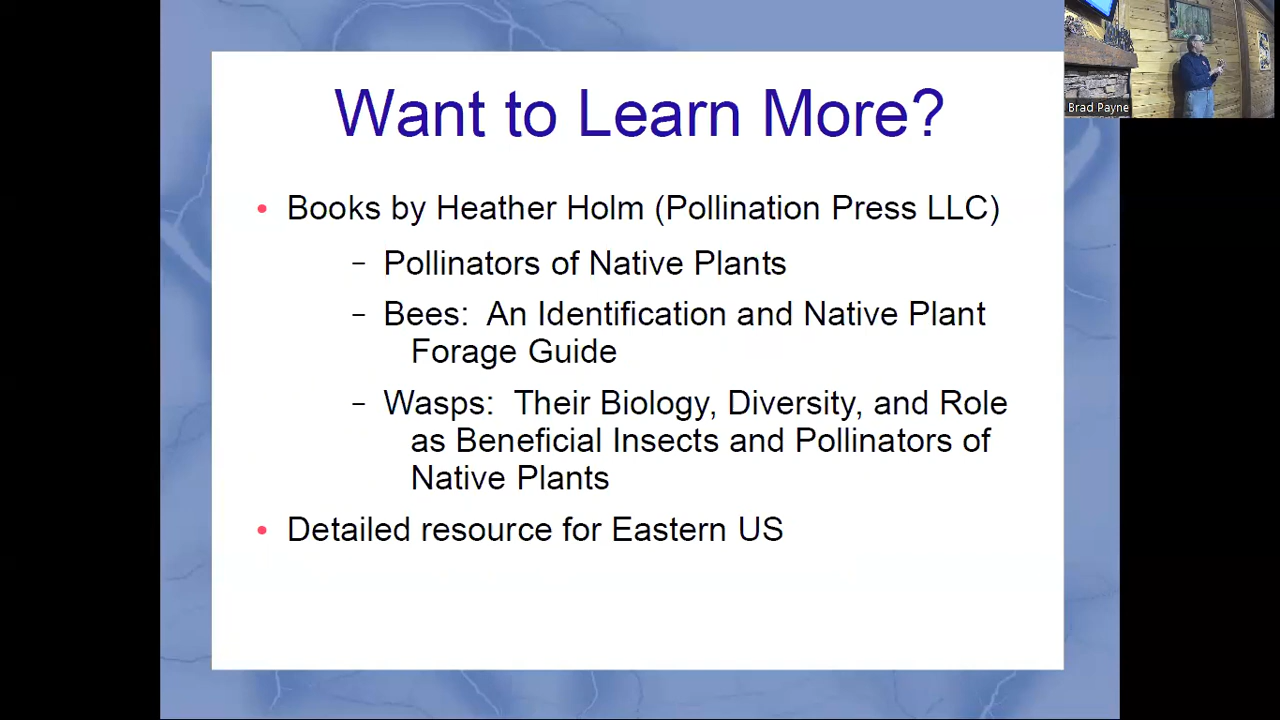 Want to Learn More?
Brad Payne
• Books by Heather Holm (Pollination Press LLC)
– Pollinators of Native Plants
– Bees: An Identification and Native Plant
Forage Guide
– Wasps: Their Biology, Diversity, and Role
as Beneficial Insects and Pollinators of
Native Plants
• Detailed resource for Eastern US